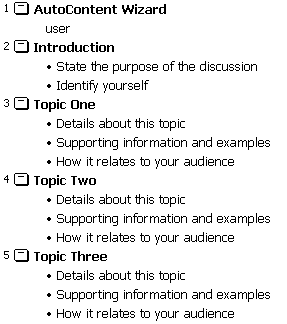 1 AutoContent Wizard
user
2 Introduction
• State the purpose of the discussion
• Identify yourself
3 Topic One
• Details about this topic
• Supporting information and examples
• How it relates to your audience
4 Topic Two
• Details about this topic
• Supporting information and examples
• How it relates to your audience
5 Topic Three
• Details about this topic
• Supporting information and examples
• How it relates to your audience